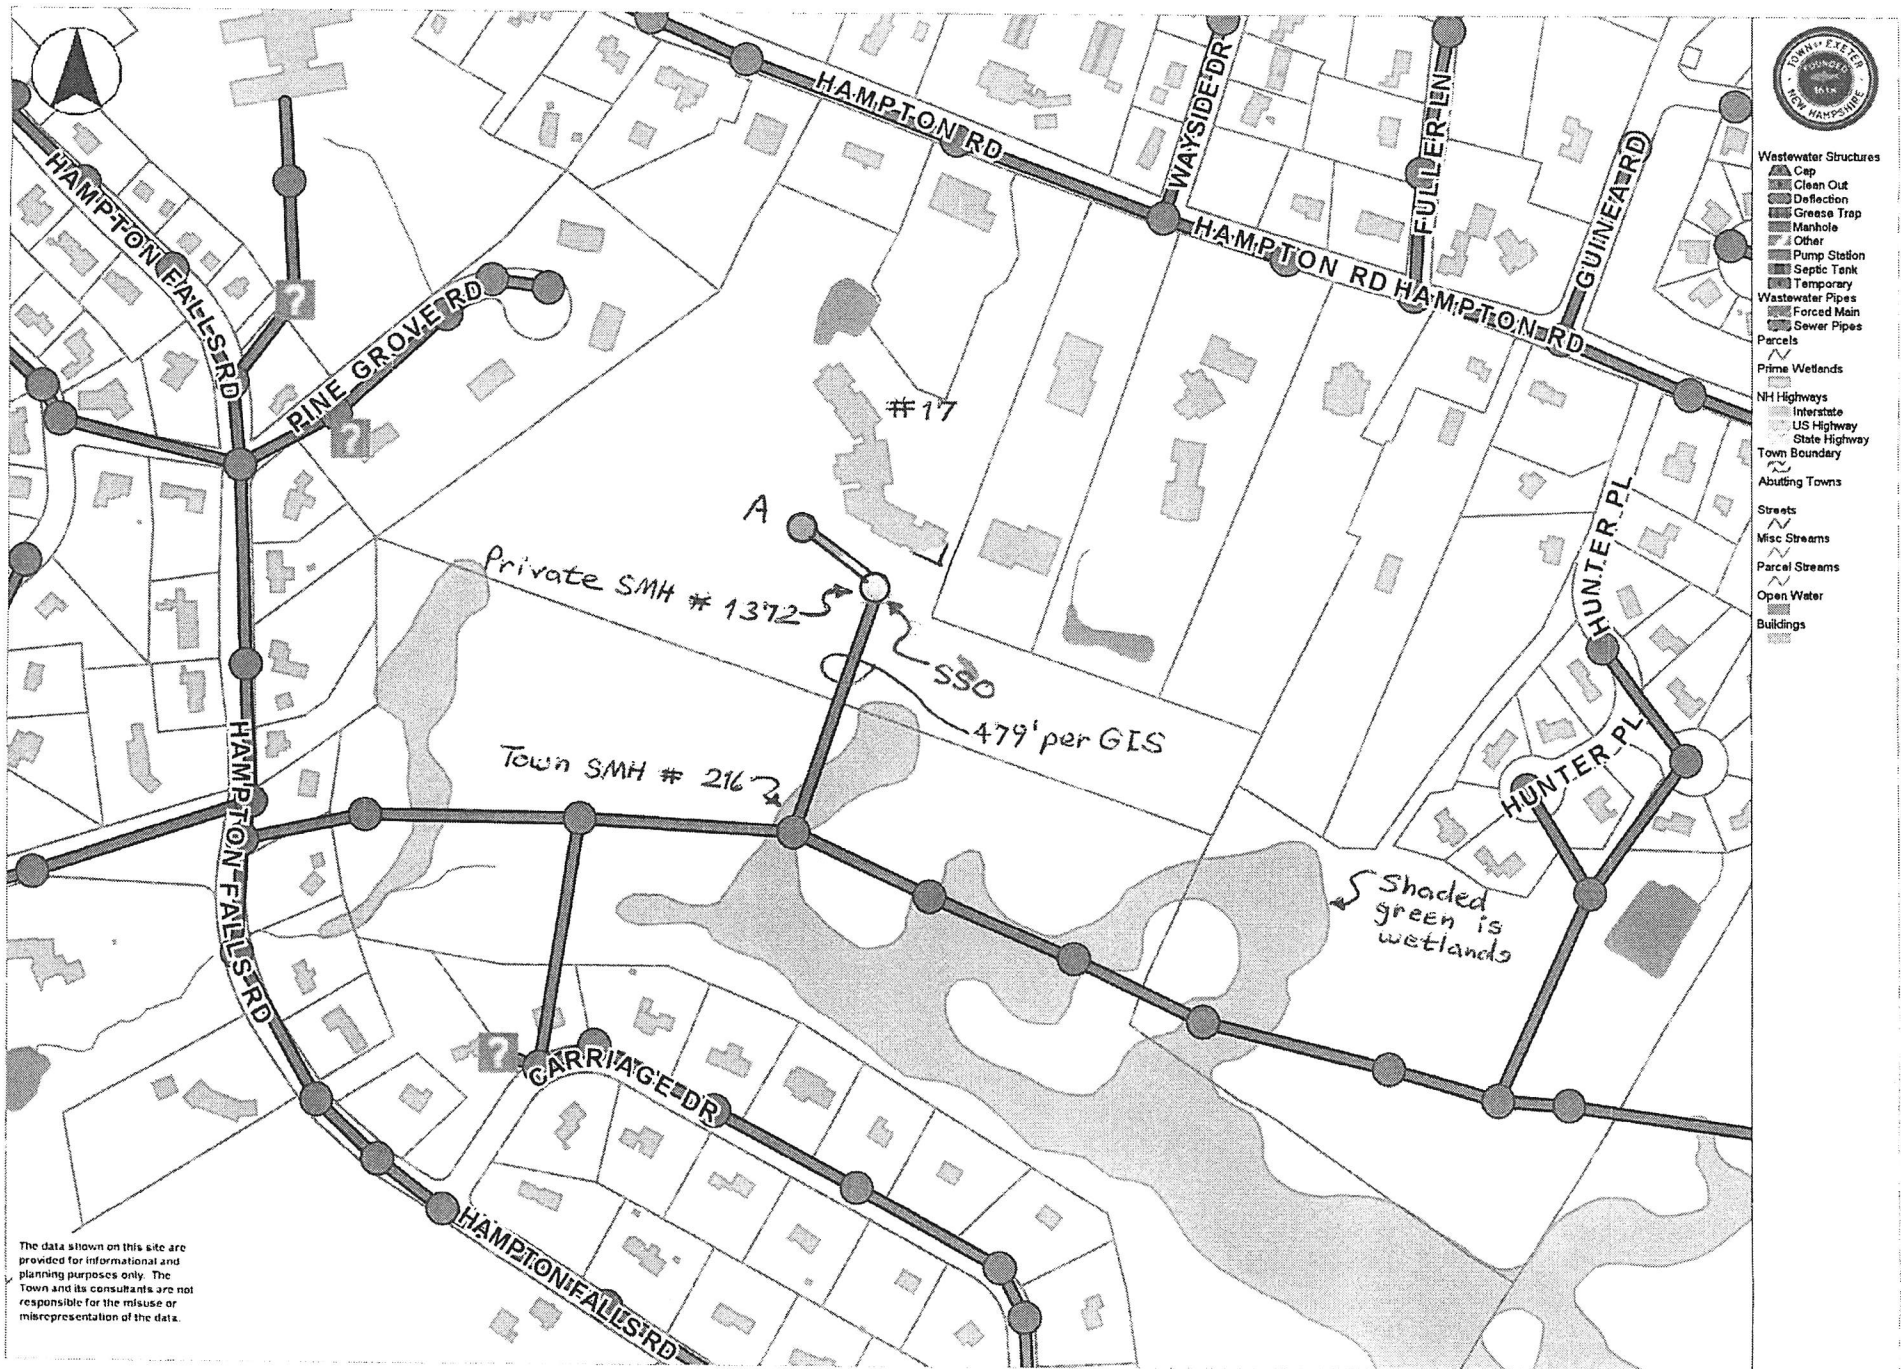 HAMPTON RD
WAYSIDE DR
FULLER LN
GUINEA RD
HAMPTON RD
HAMPTON RD
HAMPTON FALLS RD
PINE GROVE RD
?
?
#17
A
Private SMH # 1372
SSO
479' per GIS
Town SMH # 216
HUNTER PL
HUNTER PL
Shaded
green is
wetlands
HAMPTON FALLS RD
?
CARRIAGE DR
HAMPTON FALLS RD
The data shown on this site are
provided for informational and
planning purposes only. The
Town and its consultants are not
responsible for the misuse or
misrepresentation of the data.
TOWN OF EXETER
FOUNDED
1638
NEW HAMPSHIRE
Wastewater Structures
Cap
Clean Out
Deflection
Grease Trap
Manhole
Other
Pump Station
Septic Tank
Temporary
Wastewater Pipes
Forced Main
Sewer Pipes
Parcels
Prime Wetlands
NH Highways
Interstate
US Highway
State Highway
Town Boundary
Abutting Towns
Streets
Misc Streams
Parcel Streams
Open Water
Buildings